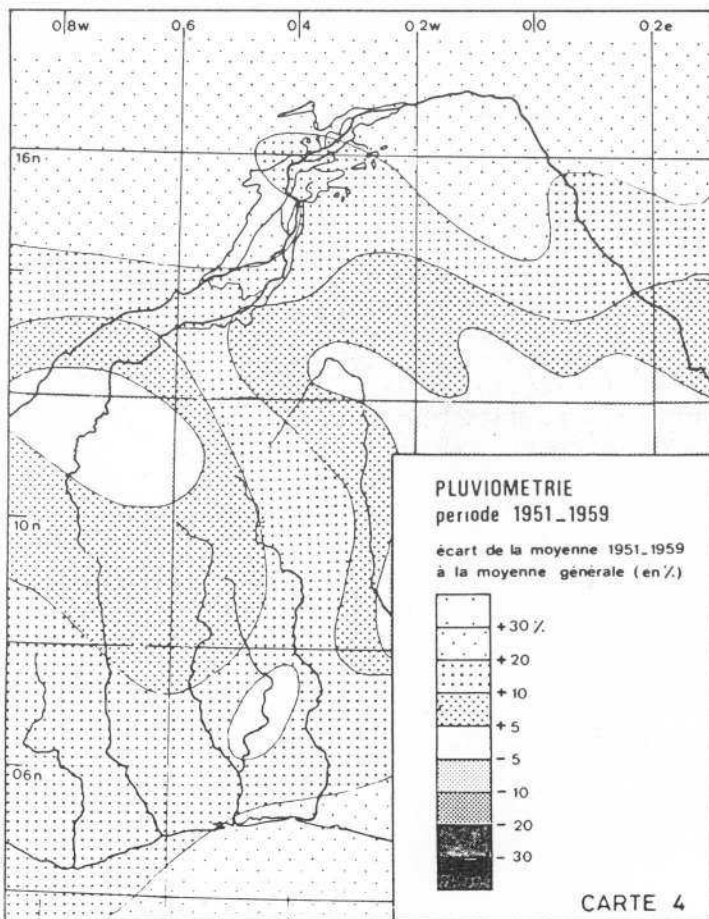 0,8w 0,6 0,4 0,2w 0,0 0,2e
16n
10n
06n
PLUVIOMETRIE
periode 1951_1959
écart de la moyenne 1951_1959
à la moyenne générale (en %)
+30 %
+20
+10
+5
-5
-10
-20
-30
CARTE 4